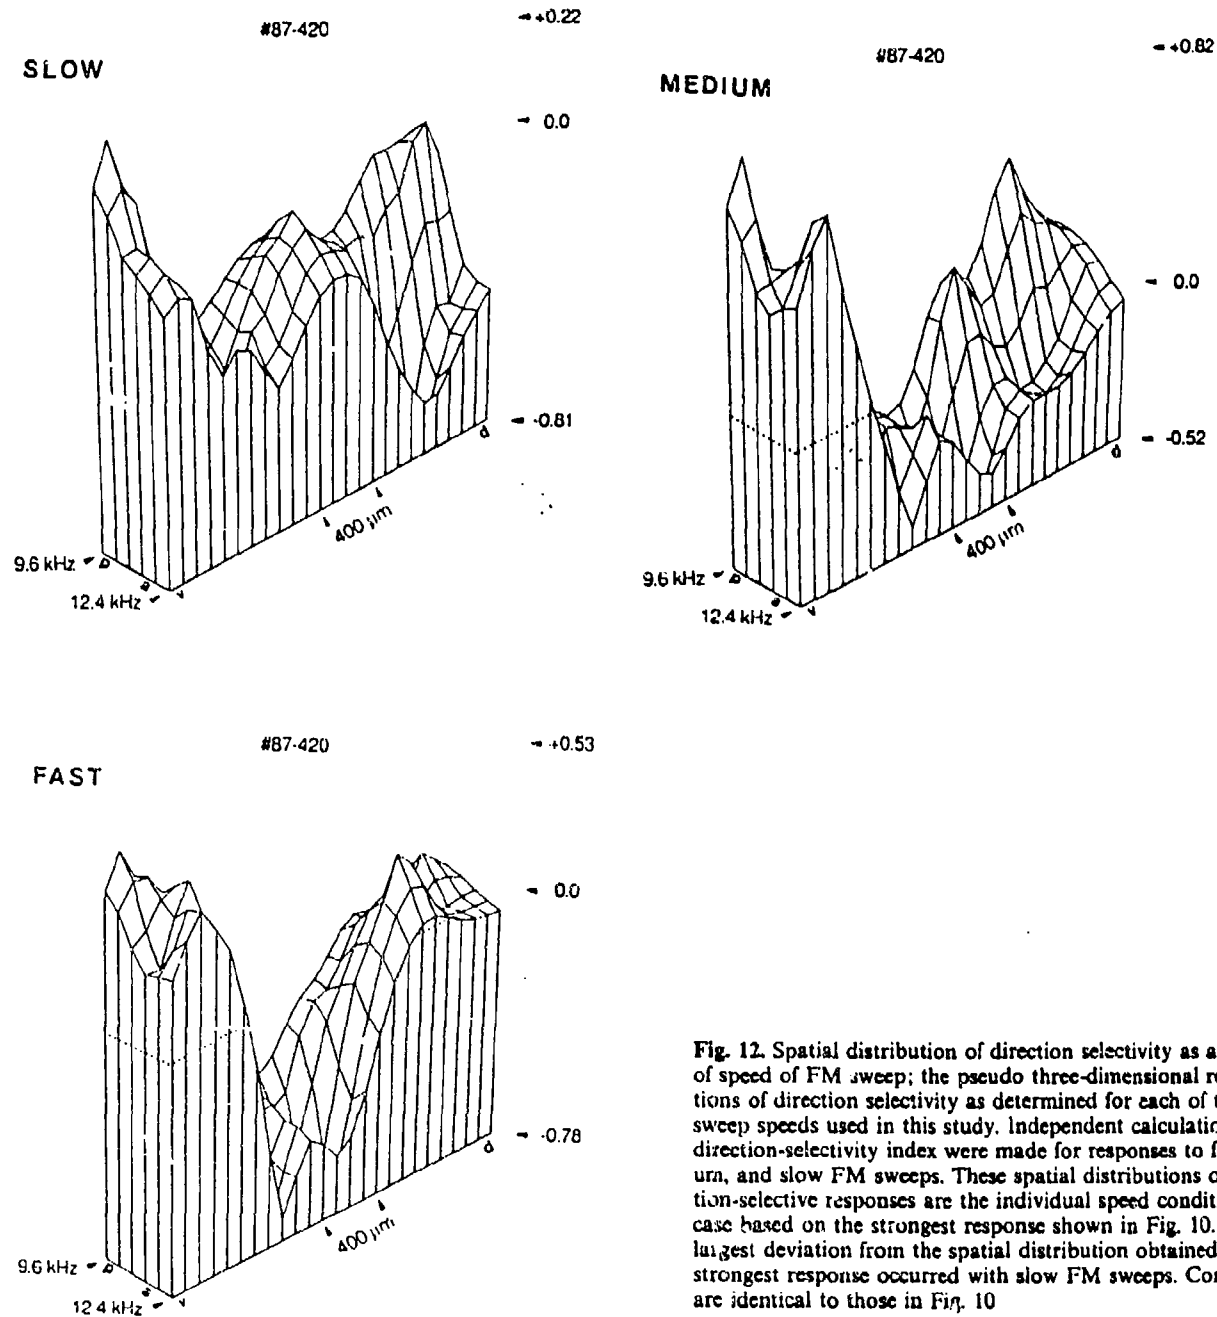 #87-420
+0.22
SLOW
0.0
-0.81
400 µm
d
9.6 kHz
p
a
12.4 kHz
v
#87-420
+0.82
MEDIUM
0.0
-0.52
400 µm
d
9.6 kHz
p
a
12.4 kHz
v
#87-420
+0.53
FAST
0.0
-0.78
400 µm
d
9.6 kHz
p
a
12.4 kHz
v
Fig. 12. Spatial distribution of direction selectivity as a
of speed of FM sweep; the pseudo three-dimensional re
tions of direction selectivity as determined for each of t
sweep speeds used in this study. Independent calculatio
direction-selectivity index were made for responses to f
um, and slow FM sweeps. These spatial distributions o
tion-selective responses are the individual speed condit
case based on the strongest response shown in Fig. 10.
largest deviation from the spatial distribution obtained
strongest response occurred with slow FM sweeps. Con
are identical to those in Fig. 10